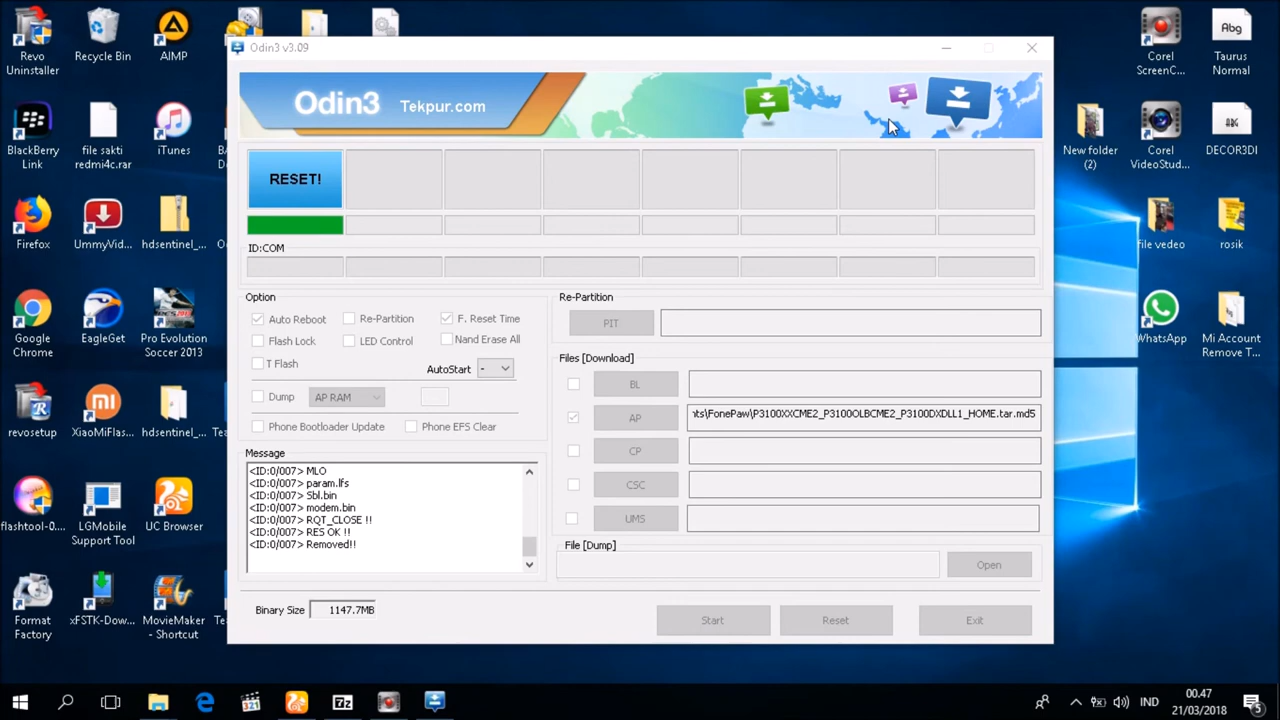 Revo
Uninstaller
Recycle Bin
AIMP
Odin3 v3.09
Odin3
Tekpur.com
Corel
ScreenC...
Abg
Taurus
Normal
BlackBerry
Link
file sakti
redmi4c.rar
iTunes
RESET!
New folder
(2)
Corel
VideoStud...
Abg
DECOR3DI
Firefox
UmmyVid...
hdsentinel_...
ID:COM
file vedeo
rosik
Google
Chrome
EagleGet
Pro Evolution
Soccer 2013
Option
Auto Reboot
Re-Partition
F. Reset Time
Flash Lock
LED Control
Nand Erase All
T Flash
AutoStart
-
Dump
AP RAM
Phone Bootloader Update
Phone EFS Clear
Re-Partition
PIT
Files [Download]
BL
AP
nts\FonePaw\P3100XXCME2_P3100OLBCME2_P3100DXDLL1_HOME.tar.md5
CP
CSC
UMS
File [Dump]
Open
WhatsApp
Mi Account
Remove T...
revosetup
XiaoMiFlas...
hdsentinel_...
Message
<ID:0/007> MLO
<ID:0/007> param.lfs
<ID:0/007> Sbl.bin
<ID:0/007> modem.bin
<ID:0/007> RQT_CLOSE !!
<ID:0/007> RES OK !!
<ID:0/007> Removed!!
flashtool-0....
LGMobile
Support Tool
UC Browser
Format
Factory
xFSTK-Dow...
MovieMaker
- Shortcut
Binary Size
1147.7MB
Start
Reset
Exit
321
7z
IND
00.47
21/03/2018
5